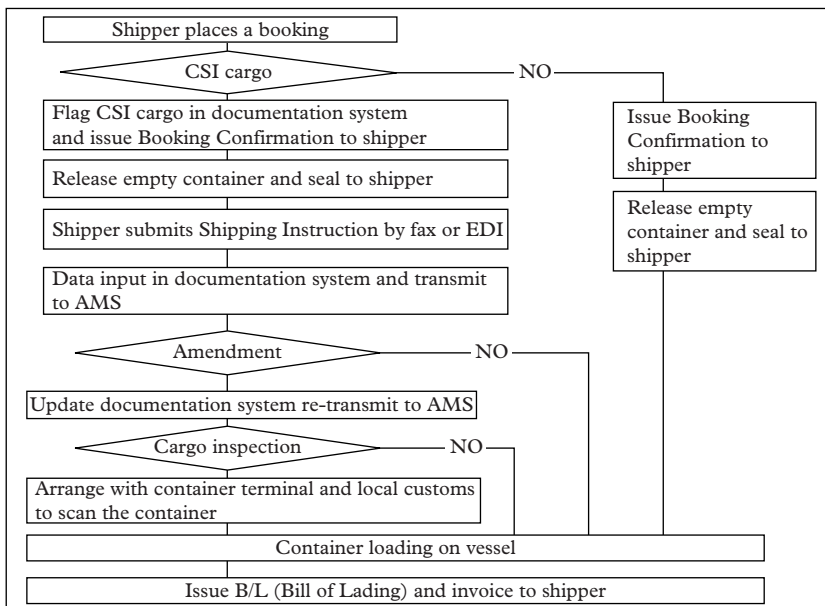 Shipper places a booking
CSI cargo
NO
Flag CSI cargo in documentation system
and issue Booking Confirmation to shipper
Issue Booking
Confirmation to
shipper
Release empty container and seal to shipper
Release empty
container and seal to
shipper
Shipper submits Shipping Instruction by fax or EDI
Data input in documentation system and transmit
to AMS
Amendment
NO
Update documentation system re-transmit to AMS
Cargo inspection
NO
Arrange with container terminal and local customs
to scan the container
Container loading on vessel
Issue B/L (Bill of Lading) and invoice to shipper